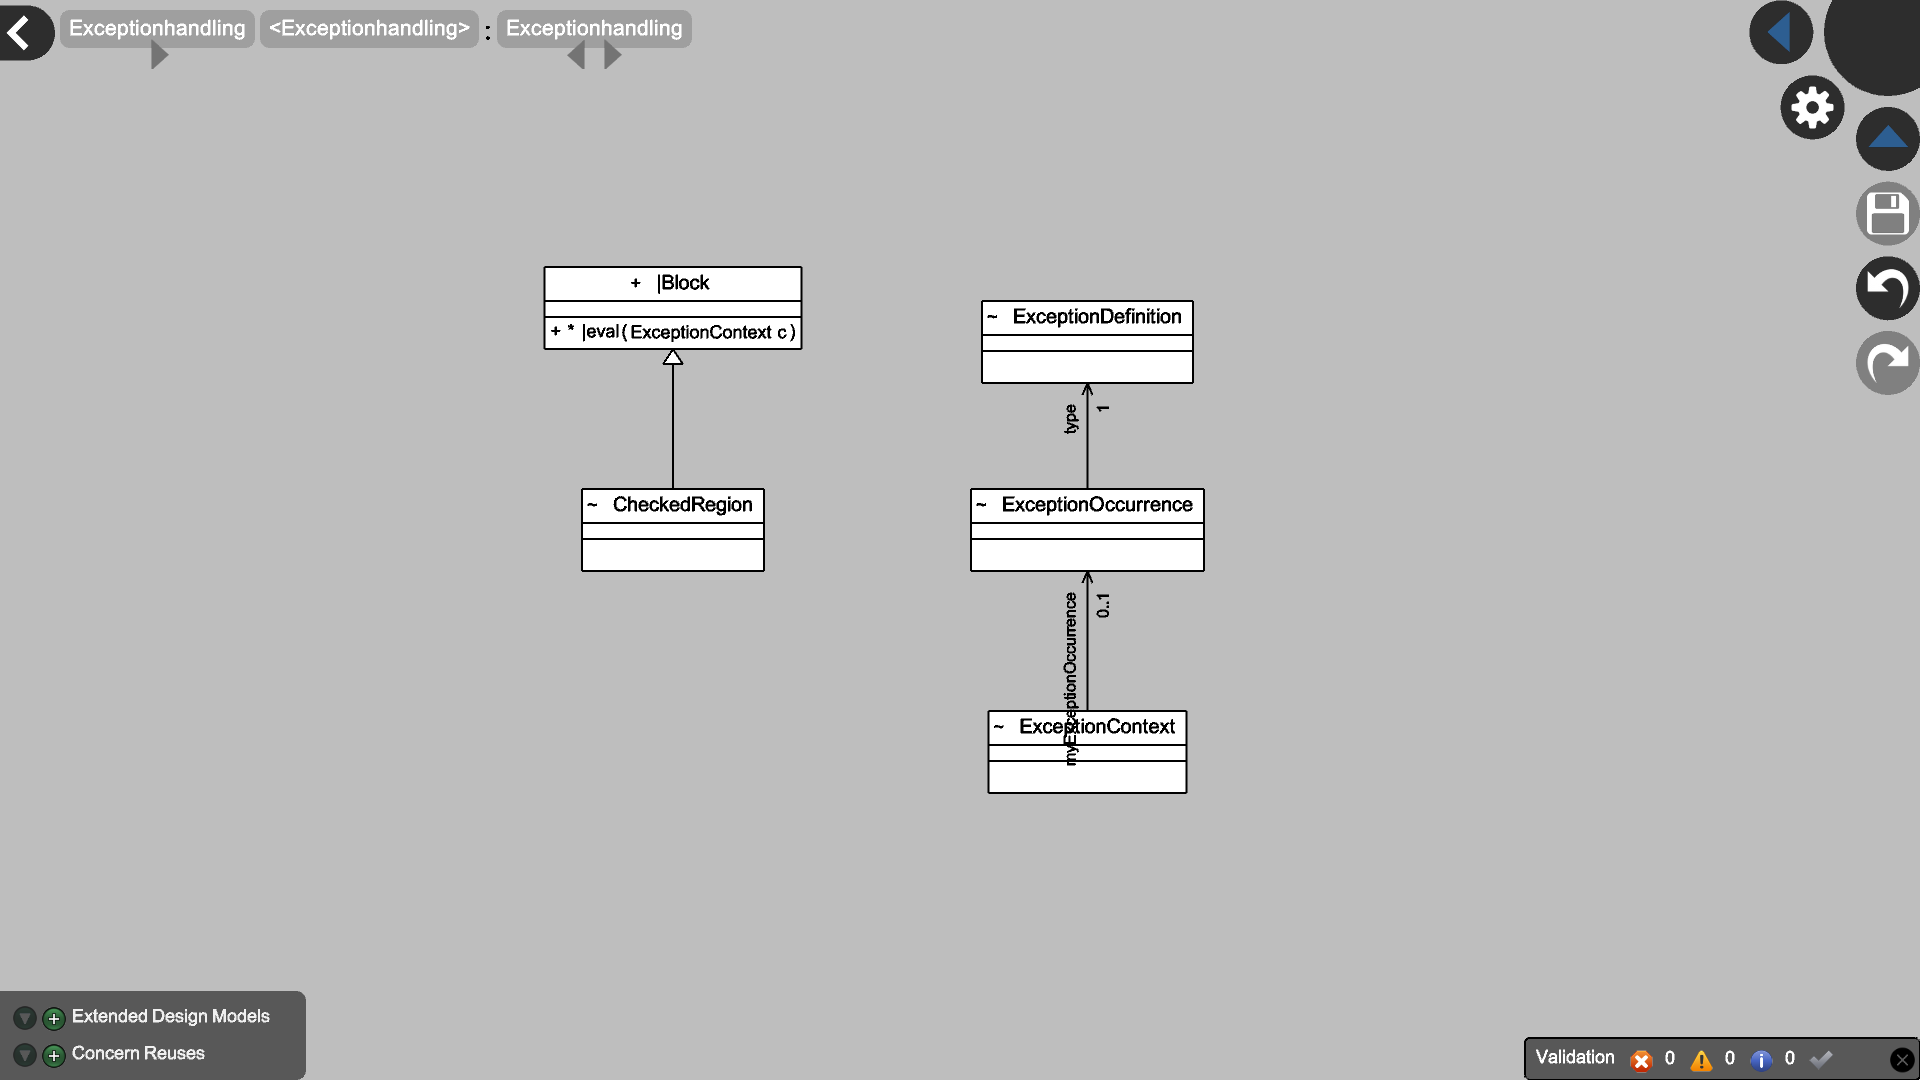 Exceptionhandling <Exceptionhandling> : Exceptionhandling
+ |Block
+ * |eval(ExceptionContext c)
~ ExceptionDefinition
type
1
~ CheckedRegion
~ ExceptionOccurrence
myExceptionOccurrence
0..1
~ ExceptionContext
Extended Design Models
Concern Reuses
Validation 0 0 0